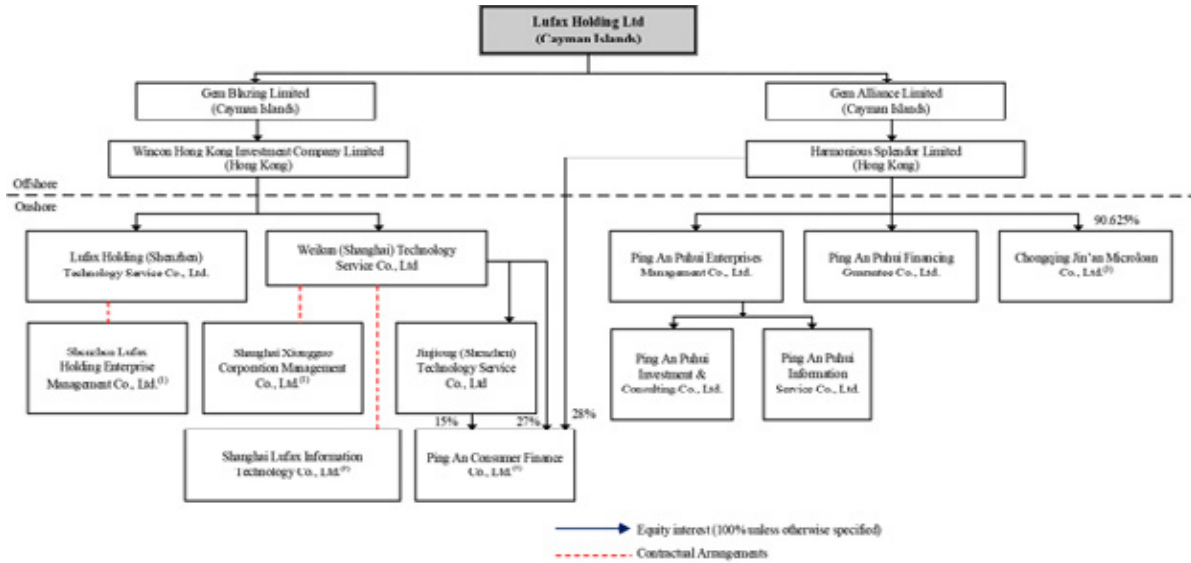 Lufax Holding Ltd
(Cayman Islands)
Gem Blazing Limited
(Cayman Islands)
Gem Alliance Limited
(Cayman Islands)
Wincon Hong Kong Investment Company Limited
(Hong Kong)
Harmonious Splendor Limited
(Hong Kong)
Offshore
Onshore
90.625%
Lufax Holding (Shenzhen)
Technology Service Co., Ltd.
Weikun (Shanghai) Technology
Service Co., Ltd
Ping An Puhui Enterprises
Management Co., Ltd.
Ping An Puhui Financing
Guarantee Co., Ltd.
Chongqing Jin'an Microloan
Co., Ltd.
Shenzhen Lufax
Holding Enterprise
Management Co., Ltd.(1)
Shanghai Xiongguo
Corporation Management
Co., Ltd.(1)
Jinjiong (Shenzhen)
Technology Service
Co., Ltd
Ping An Puhui
Investment &
Consulting Co., Ltd.
Ping An Puhui
Information
Service Co., Ltd.
15%
27%
28%
Shanghai Lufax Information
Technology Co., Ltd.
Ping An Consumer Finance
Co., Ltd.
Equity interest (100% unless otherwise specified)
Contractual Arrangements